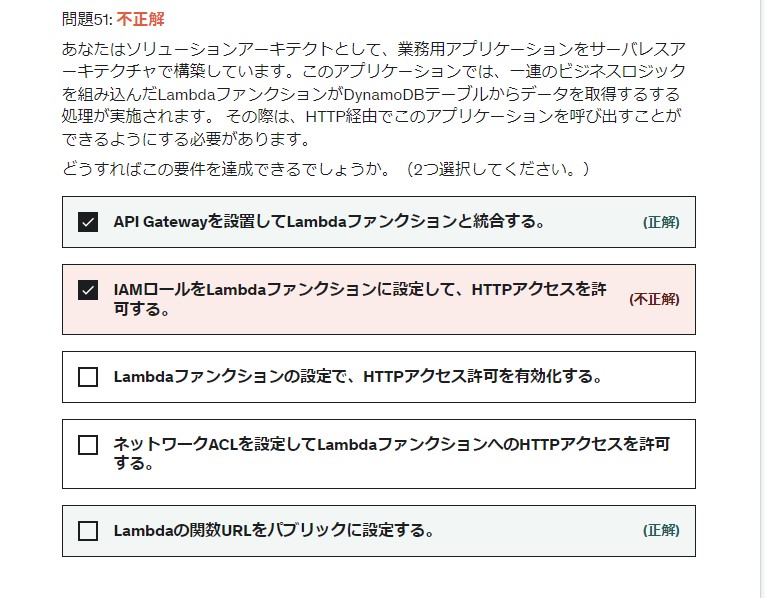 問題51: 不正解
あなたはソリューションアーキテクトとして、業務用アプリケーションをサーバレスア
ーキテクチャで構築しています。このアプリケーションでは、一連のビジネスロジック
を組み込んだLambdaファンクションがDynamoDBテーブルからデータを取得するする
処理が実施されます。 その際は、HTTP経由でこのアプリケーションを呼び出すことが
できるようにする必要があります。
どうすればこの要件を達成できるでしょうか。（2つ選択してください。）
API Gatewayを設置してLambdaファンクションと統合する。 (正解)
IAMロールをLambdaファンクションに設定して、HTTPアクセスを許
可する。 (不正解)
Lambdaファンクションの設定で、HTTPアクセス許可を有効化する。
ネットワークACLを設定してLambdaファンクションへのHTTPアクセスを許可
する。
Lambdaの関数URLをパブリックに設定する。 (正解)